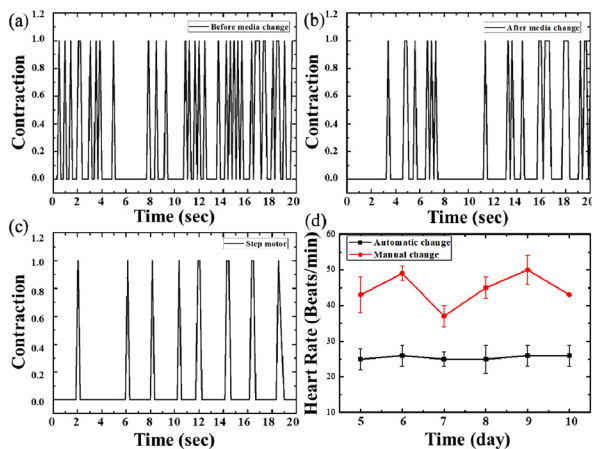 (a)
Before media change
Contraction
1.2
1.0
0.8
0.6
0.4
0.2
0.0
0 2 4 6 8 10 12 14 16 18 20
Time (sec)
(b)
After media change
Contraction
1.2
1.0
0.8
0.6
0.4
0.2
0.0
0 2 4 6 8 10 12 14 16 18 20
Time (sec)
(c)
Step motor
Contraction
1.2
1.0
0.8
0.6
0.4
0.2
0.0
0 2 4 6 8 10 12 14 16 18 20
Time (sec)
(d)
Automatic change
Manual change
Heart Rate (Beats/min)
60
50
40
30
20
10
5 6 7 8 9 10
Time (day)